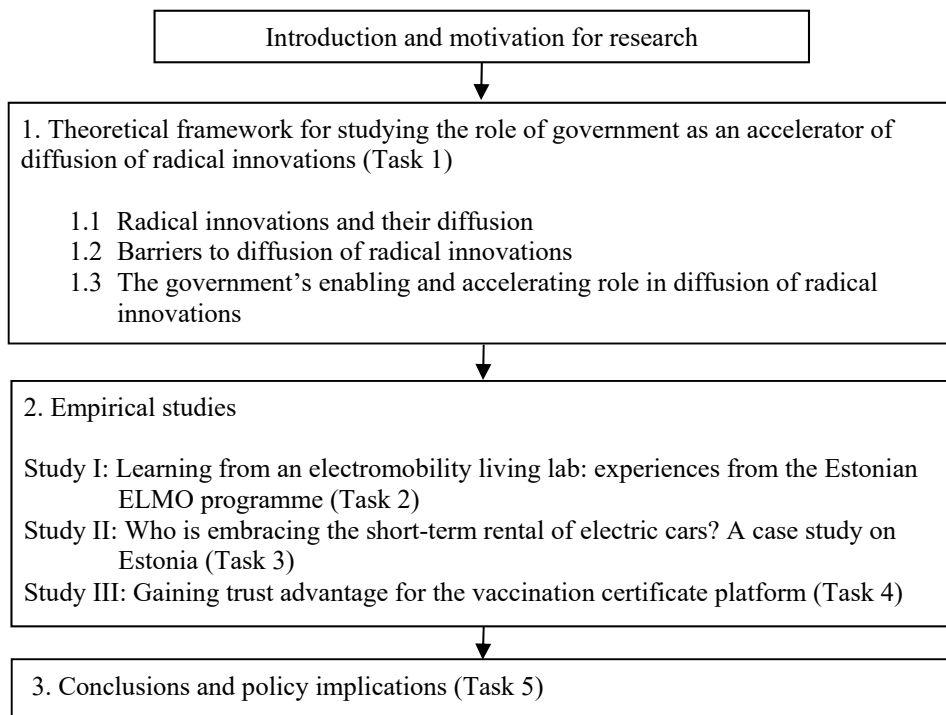 Introduction and motivation for research
1. Theoretical framework for studying the role of government as an accelerator of
diffusion of radical innovations (Task 1)
1.1 Radical innovations and their diffusion
1.2 Barriers to diffusion of radical innovations
1.3 The government’s enabling and accelerating role in diffusion of radical
innovations
2. Empirical studies
Study I: Learning from an electromobility living lab: experiences from the Estonian
ELMO programme (Task 2)
Study II: Who is embracing the short-term rental of electric cars? A case study on
Estonia (Task 3)
Study III: Gaining trust advantage for the vaccination certificate platform (Task 4)
3. Conclusions and policy implications (Task 5)